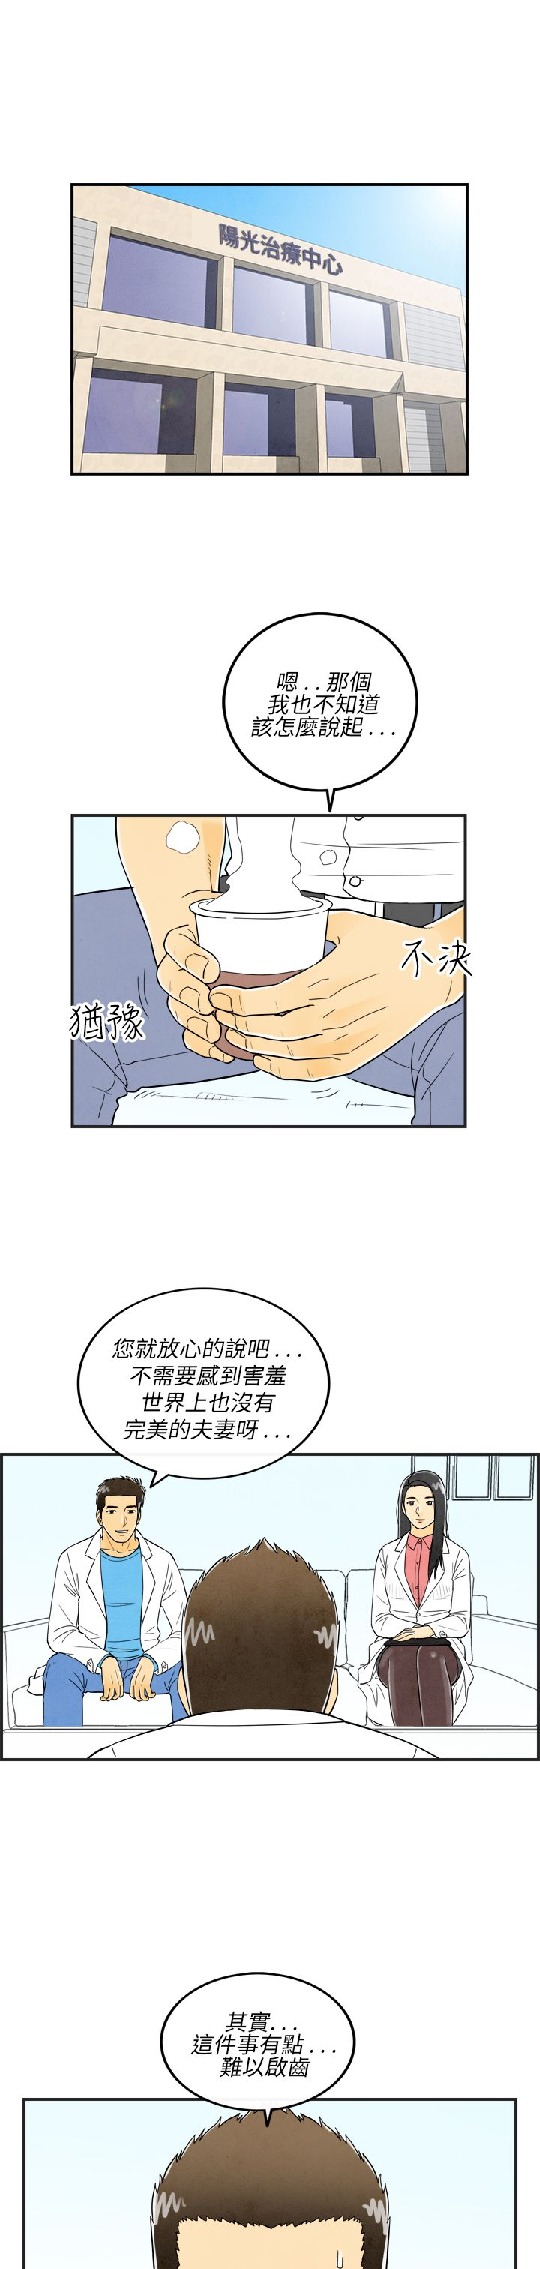 陽光治療中心
嗯..那個
我也不知道
該怎麼說起...
不決
猶豫
您就放心的說吧...
不需要感到害羞
世界上也沒有
完美的夫妻呀...
其實...
這件事有點...
難以啟齒